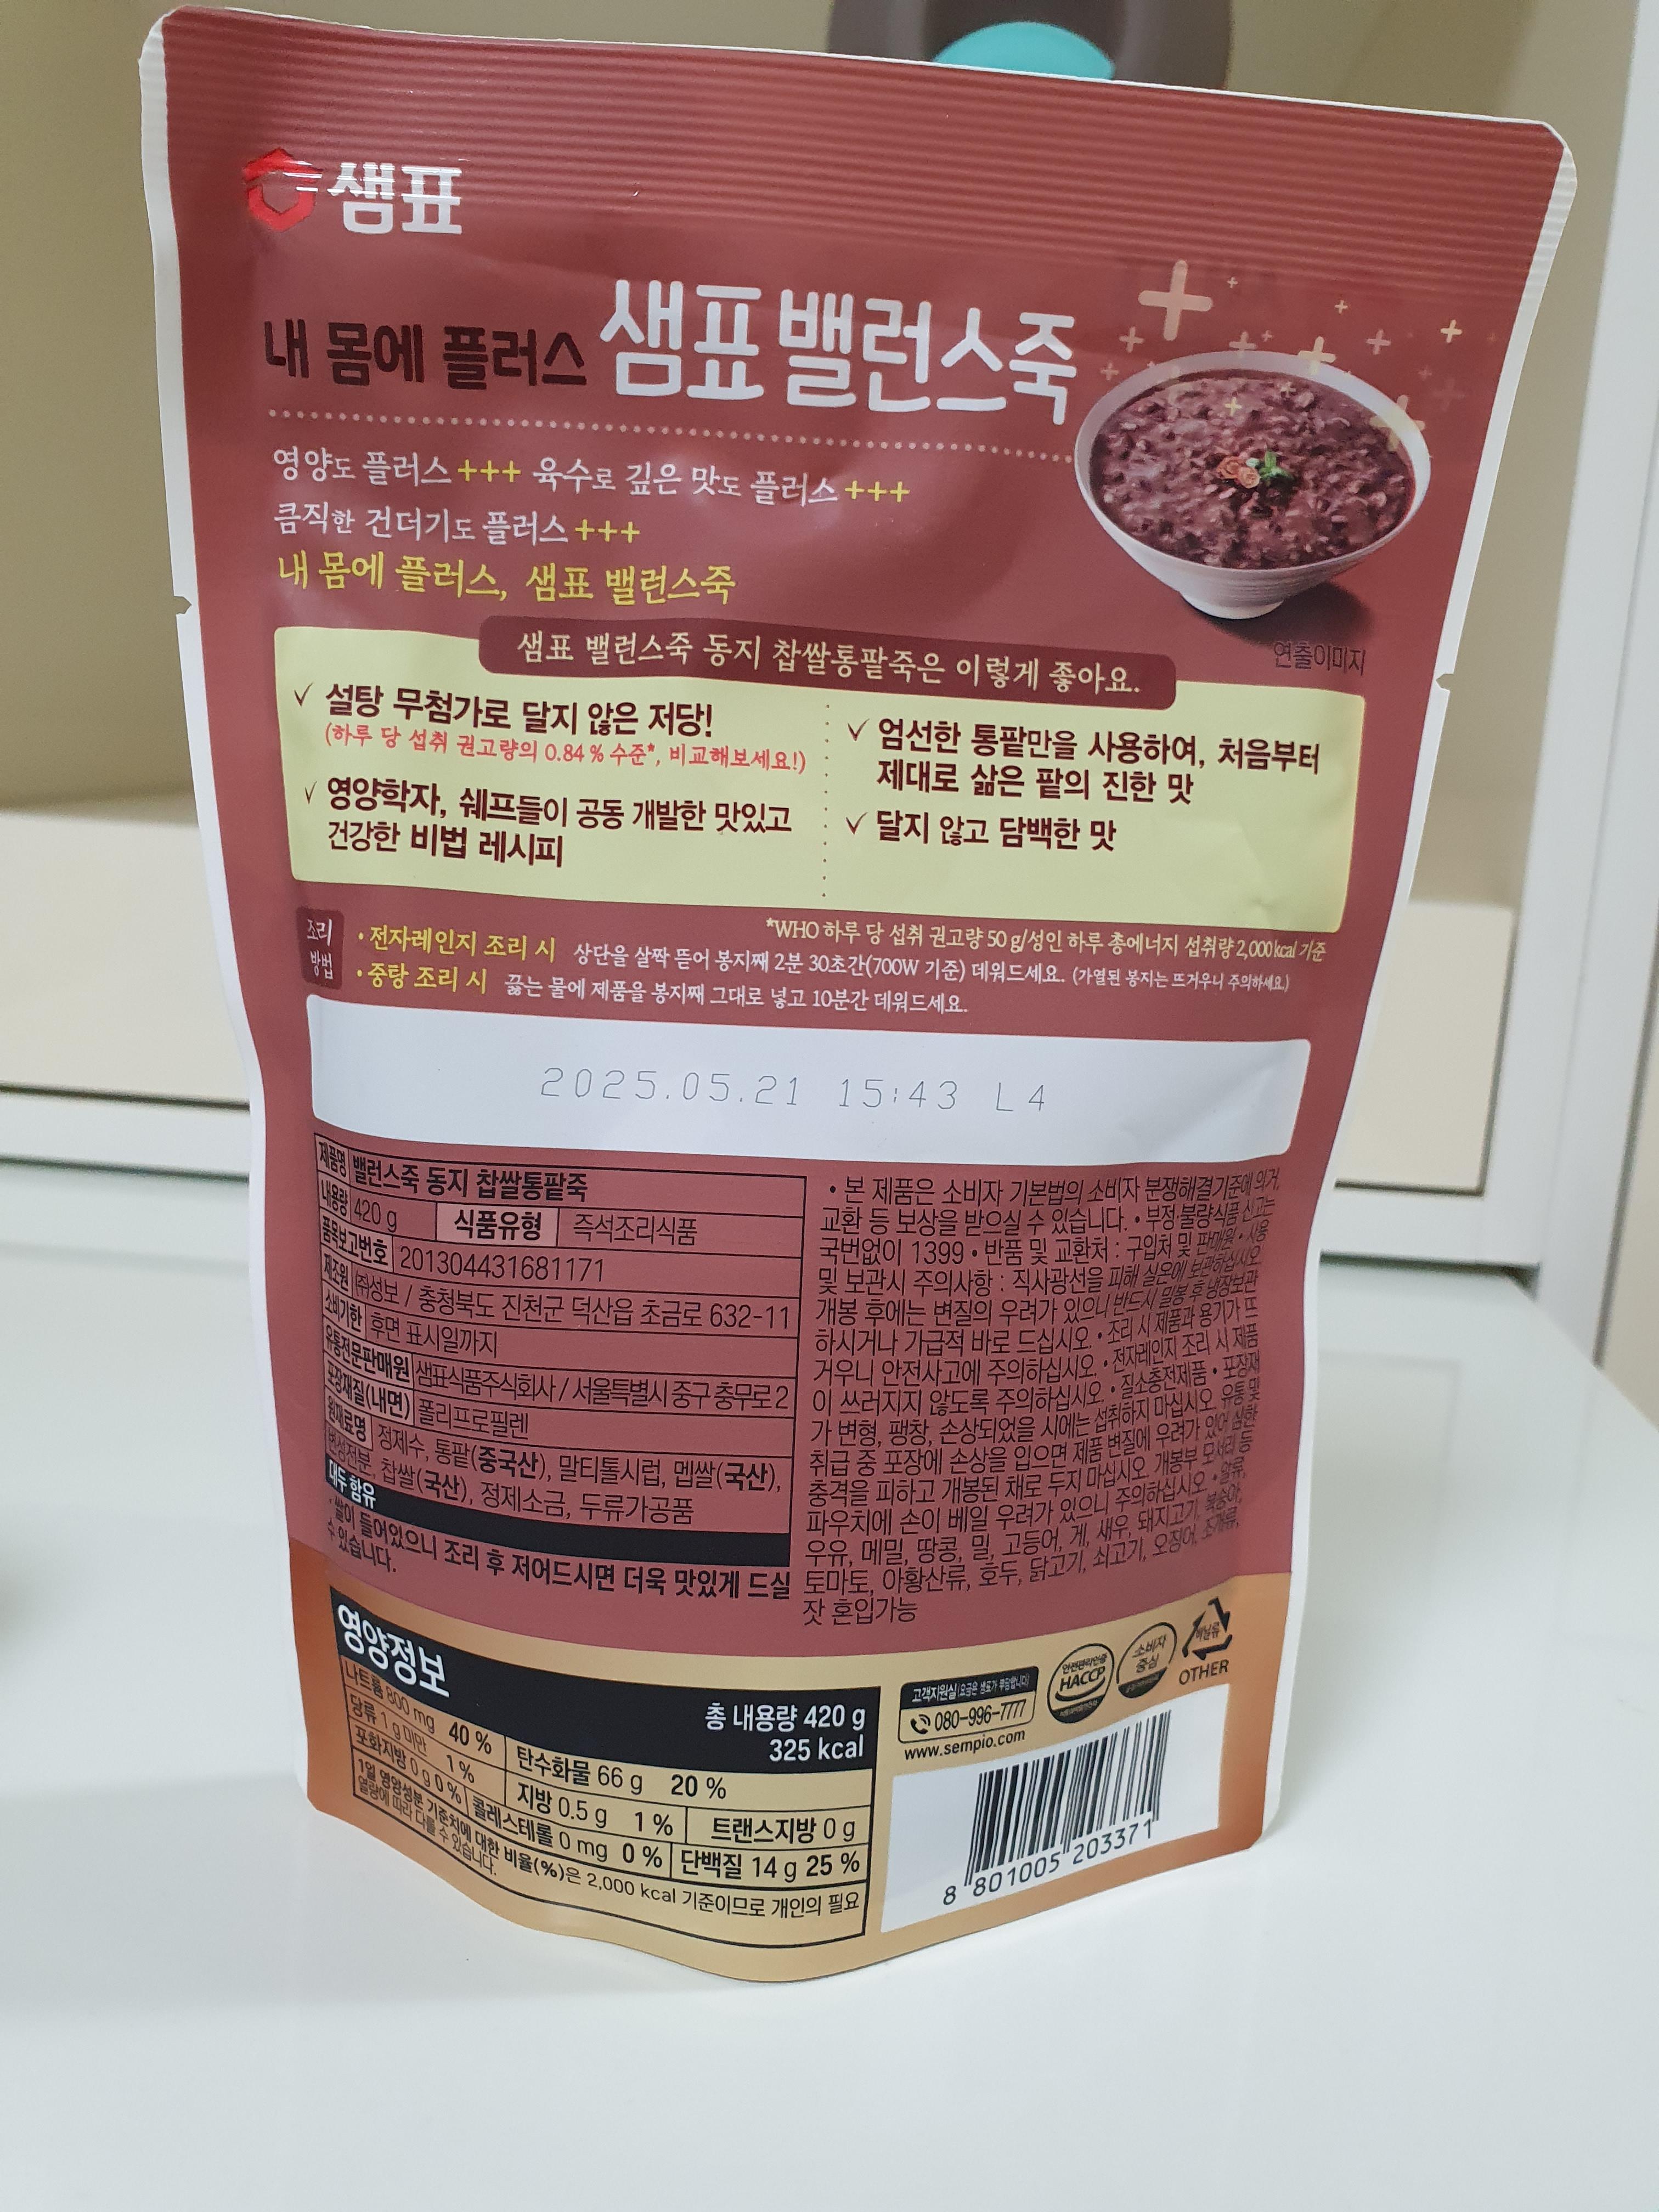 샘표
내 몸에 플러스 샘표 밸런스죽
영양도 플러스+++ 육수로 깊은 맛도 플러스+++
큼직한 건더기도 플러스+++
내 몸에 플러스, 샘표 밸런스죽
연출이미지
샘표 밸런스죽 동지 찹쌀통팥죽은 이렇게 좋아요.
설탕 무첨가로 달지 않은 저당!
(하루 당 섭취 권고량의 0.84 % 수준*, 비교해보세요!)
영양학자, 쉐프들이 공동 개발한 맛있고
건강한 비법 레시피
엄선한 통팥만을 사용하여, 처음부터
제대로 삶은 팥의 진한 맛
달지 않고 담백한 맛
*WHO 하루 당 섭취 권고량 50 g/성인 하루 총에너지 섭취량 2,000 kcal 기준
조리
방법
• 전자레인지 조리 시 상단을 살짝 뜯어 봉지째 2분 30초간(700W 기준) 데워드세요. (가열된 봉지는 뜨거우니 주의하세요.)
• 중탕 조리 시 끓는 물에 제품을 봉지째 그대로 넣고 10분간 데워드세요.
2025.05.21 15:43 L4
제품명 밸런스죽 동지 찹쌀통팥죽
내용량 420 g 식품유형 즉석조리식품
품목보고번호 201304431681171
제조원 ㈜성보 / 충청북도 진천군 덕산읍 초금로 632-11
소비기한 후면 표시일까지
유통전문판매원 샘표식품주식회사 / 서울특별시 중구 충무로 2
포장재질(내면) 폴리프로필렌
원재료명 정제수, 통팥(중국산), 말티톨시럽, 멥쌀(국산),
변성전분, 찹쌀(국산), 정제소금, 두류가공품
대두 함유
• 쌀이 들어있으니 조리 후 저어드시면 더욱 맛있게 드실
수 있습니다.
• 본 제품은 소비자 기본법의 소비자 분쟁해결기준에 의거,
교환 등 보상을 받으실 수 있습니다. • 부정·불량식품 신고는
국번없이 1399 • 반품 및 교환처 : 구입처 및 판매원 • 사용
및 보관시 주의사항 : 직사광선을 피해 실온에 보관하십시오.
개봉 후에는 변질의 우려가 있으니 반드시 밀봉 후 냉장보관
하시거나 가급적 바로 드십시오. • 조리 시 제품과 용기가 뜨
거우니 안전사고에 주의하십시오. • 전자레인지 조리 시 제품
이 쓰러지지 않도록 주의하십시오. • 질소충전제품 • 포장재
가 변형, 팽창, 손상되었을 시에는 섭취하지 마십시오. 유통 및
취급 중 포장에 손상을 입으면 제품 변질에 우려가 있어 심한
충격을 피하고 개봉된 채로 두지 마십시오. 개봉부 모서리 등
파우치에 손이 베일 우려가 있으니 주의하십시오. • 알류,
우유, 메밀, 땅콩, 밀, 고등어, 게, 새우, 돼지고기, 복숭아,
토마토, 아황산류, 호두, 닭고기, 쇠고기, 오징어, 조개류,
잣 혼입가능
영양정보
총 내용량 420 g
325 kcal
나트륨 800 mg 40 % 탄수화물 66 g 20 %
당류 1 g 미만 1 % 지방 0.5 g 1 % 트랜스지방 0 g
포화지방 0 g 0 % 콜레스테롤 0 mg 0 % 단백질 14 g 25 %
1일 영양성분 기준치에 대한 비율(%)은 2,000 kcal 기준이므로 개인의 필요
열량에 따라 다를 수 있습니다.
고객지원실(요금은 샘표가 부담합니다)
080-996-7777
www.sempio.com
안전관리인증
HACCP
소비자
중심
비닐류
OTHER
8 801005 203371